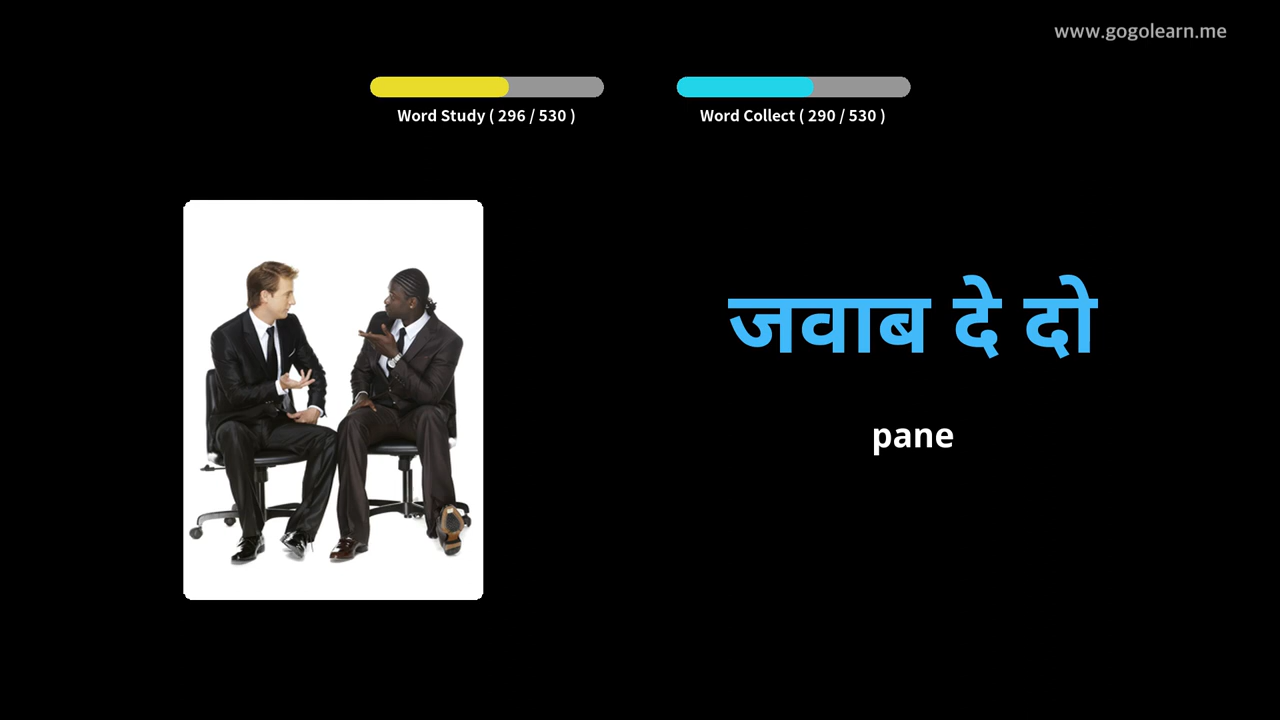 www.gogolearn.me
Word Study ( 296 / 530 )
Word Collect ( 290 / 530 )
जवाब दे दो
pane